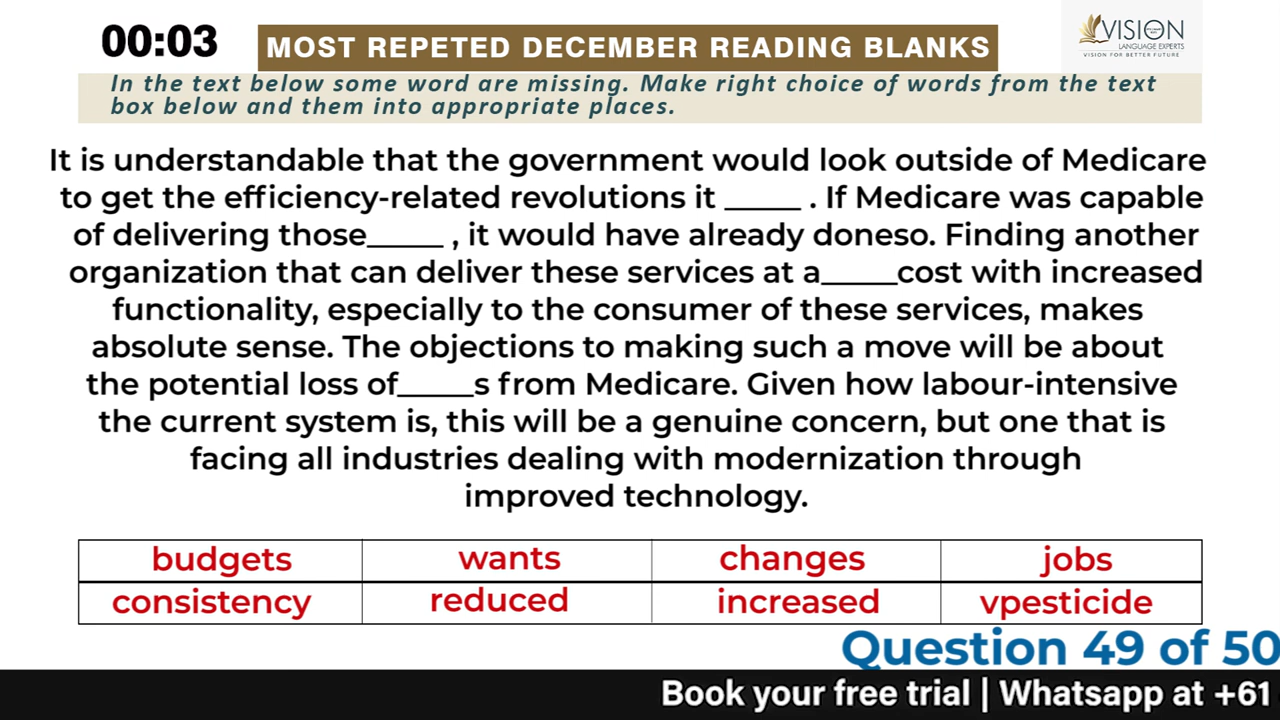 00:03
MOST REPETED DECEMBER READING BLANKS
VISION
LANGUAGE EXPERTS
VISION FOR BETTER FUTURE
In the text below some word are missing. Make right choice of words from the text
box below and them into appropriate places.
It is understandable that the government would look outside of Medicare
to get the efficiency-related revolutions it _____ . If Medicare was capable
of delivering those_____ , it would have already doneso. Finding another
organization that can deliver these services at a_____cost with increased
functionality, especially to the consumer of these services, makes
absolute sense. The objections to making such a move will be about
the potential loss of_____s from Medicare. Given how labour-intensive
the current system is, this will be a genuine concern, but one that is
facing all industries dealing with modernization through
improved technology.
budgets wants changes jobs
consistency reduced increased vpesticide
Question 49 of 50
Book your free trial | Whatsapp at +61